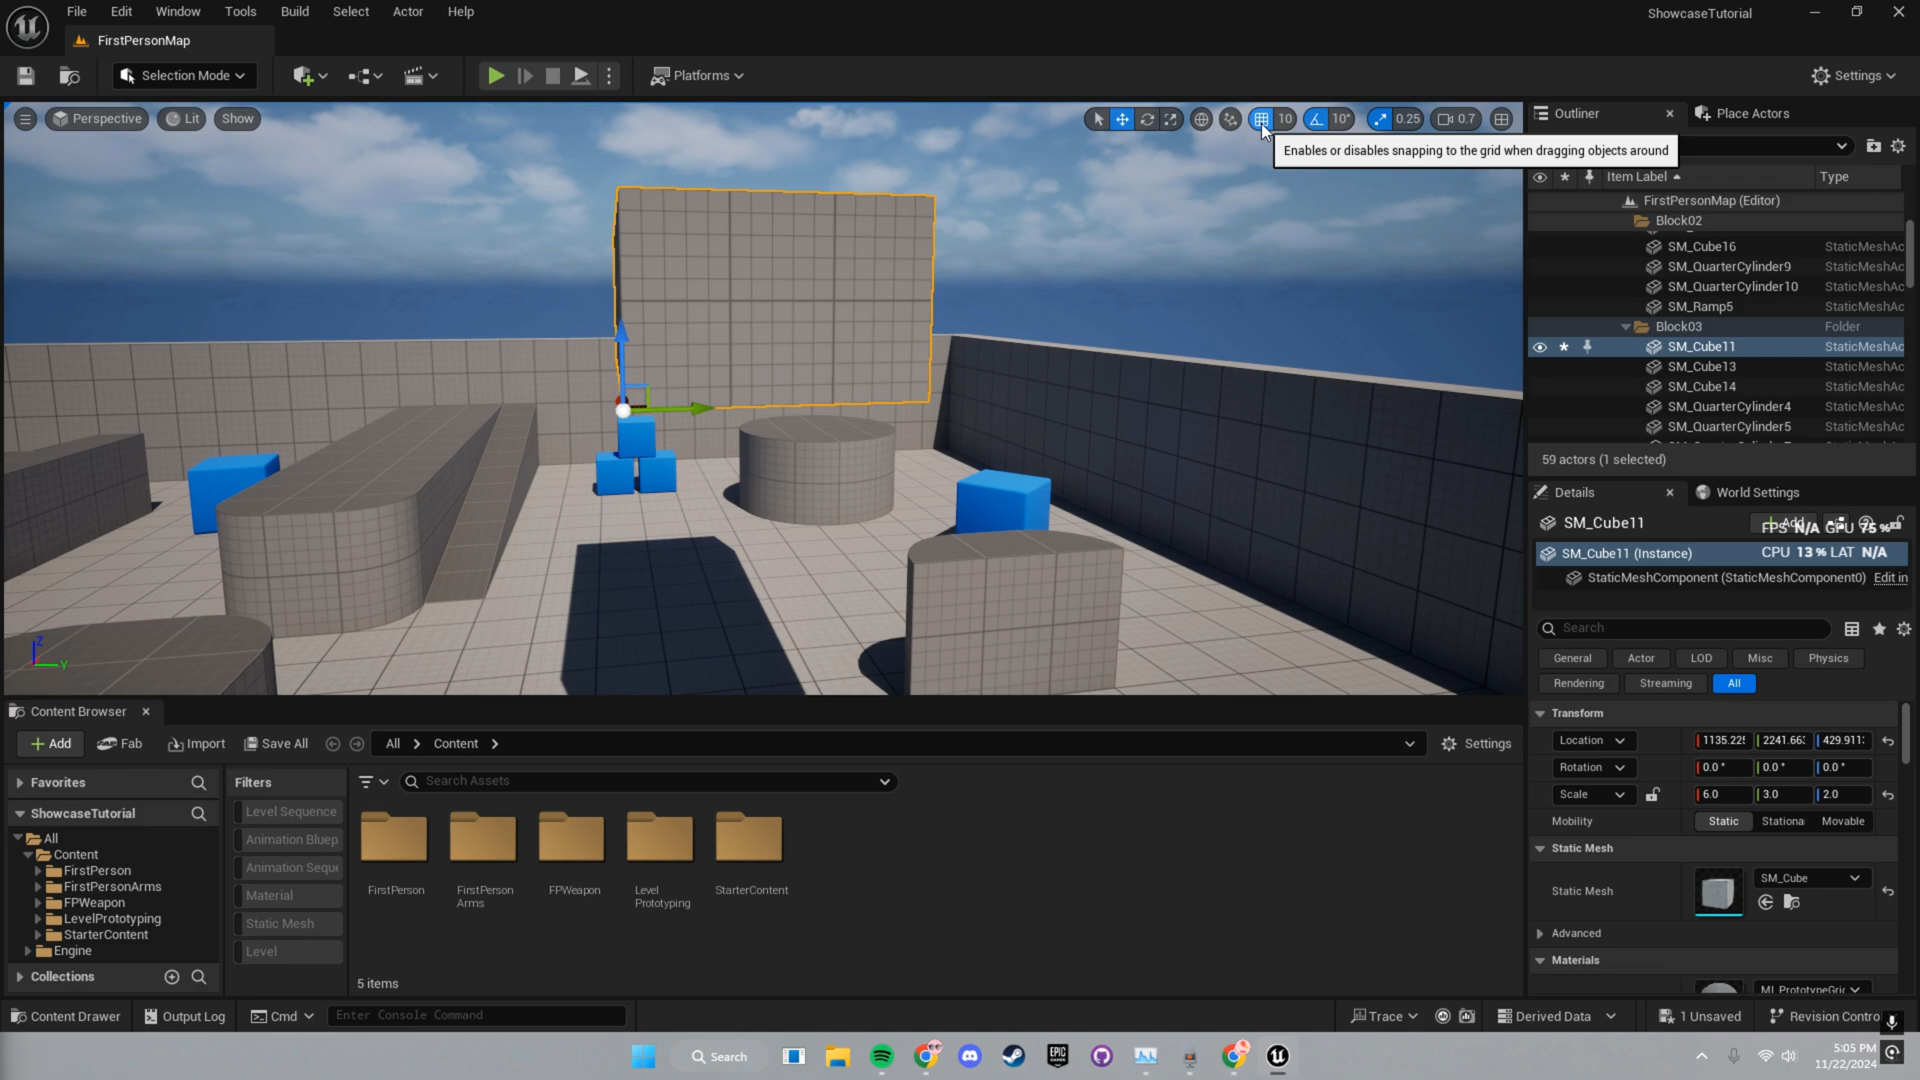 File Edit Window Tools Build Select Actor Help
ShowcaseTutorial
FirstPersonMap
Selection Mode
Platforms
Settings
Perspective Lit Show
10 10° 0.25 0.7
Enables or disables snapping to the grid when dragging objects around
Outliner Place Actors
Item Label Type
FirstPersonMap (Editor)
Block02
SM_Cube16 StaticMeshAc
SM_QuarterCylinder9 StaticMeshAc
SM_QuarterCylinder10 StaticMeshAc
SM_Ramp5 StaticMeshAc
Block03 Folder
SM_Cube11 StaticMeshAc
SM_Cube13 StaticMeshAc
SM_Cube14 StaticMeshAc
SM_QuarterCylinder4 StaticMeshAc
SM_QuarterCylinder5 StaticMeshAc
59 actors (1 selected)
Details World Settings
SM_Cube11
Add
FPS N/A GPU 75 %
SM_Cube11 (Instance)
CPU 13 % LAT N/A
StaticMeshComponent (StaticMeshComponent0) Edit in
Search
General Actor LOD Misc Physics
Rendering Streaming All
Transform
Location 1135.22 2241.66 429.911
Rotation 0.0 ° 0.0 ° 0.0 °
Scale 6.0 3.0 2.0
Mobility Static Stationa Movable
Static Mesh
Static Mesh SM_Cube
Advanced
Materials
MI_PrototypeGri
Z
Y
Content Browser
Add Fab Import Save All All Content Settings
Favorites
ShowcaseTutorial
All
Content
FirstPerson
FirstPersonArms
FPWeapon
LevelPrototyping
StarterContent
Engine
Collections
Filters
Level Sequence
Animation Bluep
Animation Seque
Material
Static Mesh
Level
Search Assets
FirstPerson
FirstPerson
Arms
FPWeapon
Level
Prototyping
StarterContent
5 items
Content Drawer Output Log Cmd Enter Console Command
Trace Derived Data 1 Unsaved Revision Contro
Search
EPIC
GAMES
5:05 PM
11/22/2024